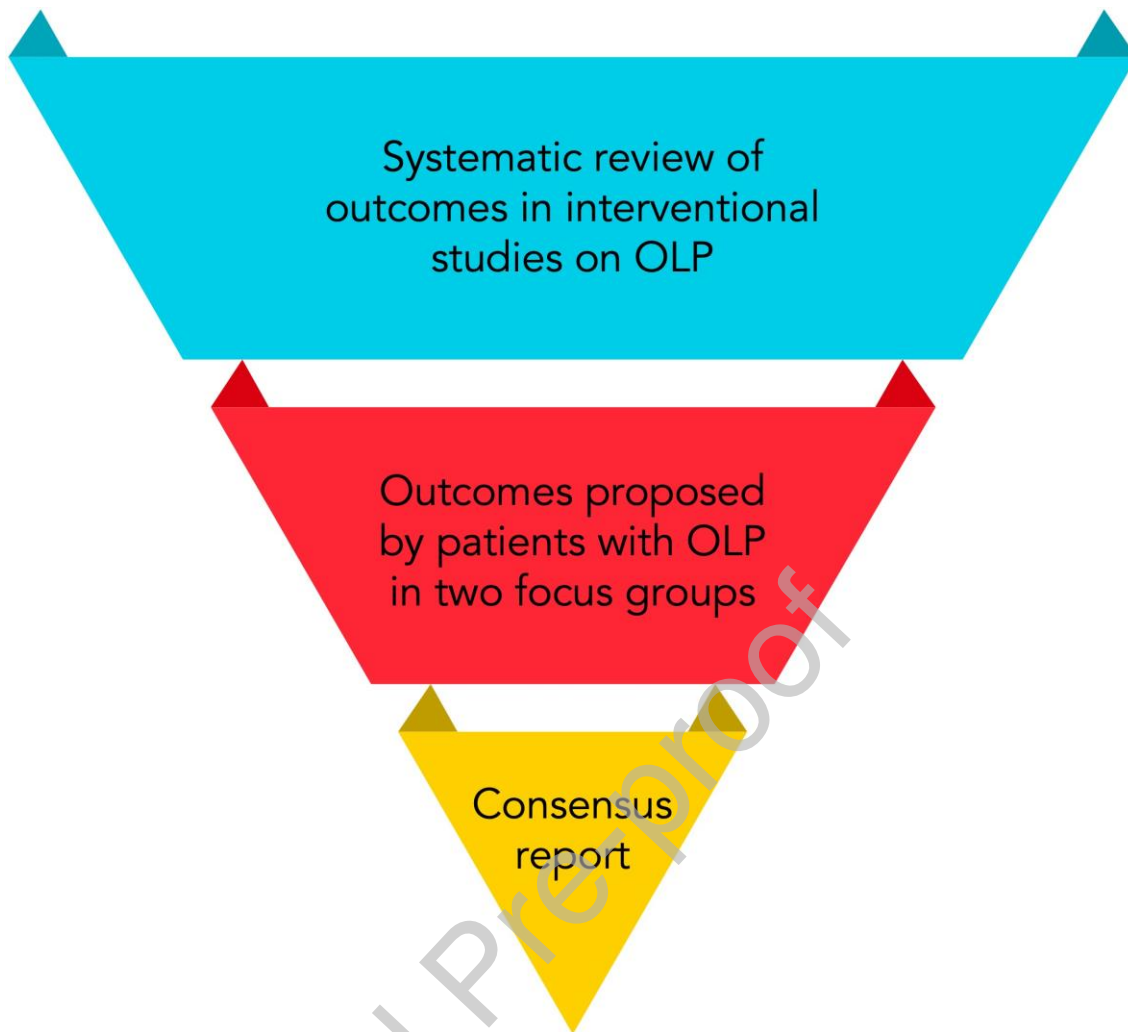 Systematic review of
outcomes in interventional
studies on OLP
Outcomes proposed
by patients with OLP
in two focus groups
Consensus
report
Pre-proof